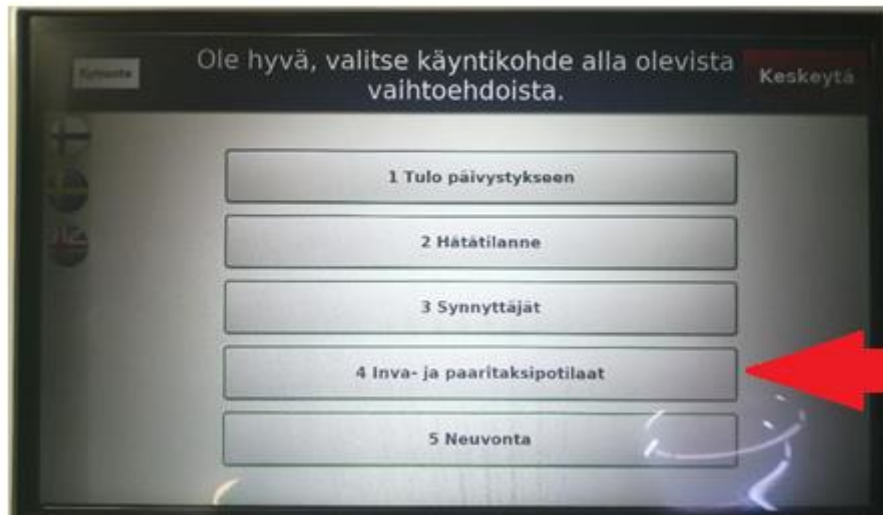 Ole hyvä, valitse käyntikohde alla olevista
vaihtoehdoista.
Keskeytä
1 Tulo päivystykseen
2 Hätätilanne
3 Synnyttäjät
4 Inva- ja paaritaksipotilaat
5 Neuvonta